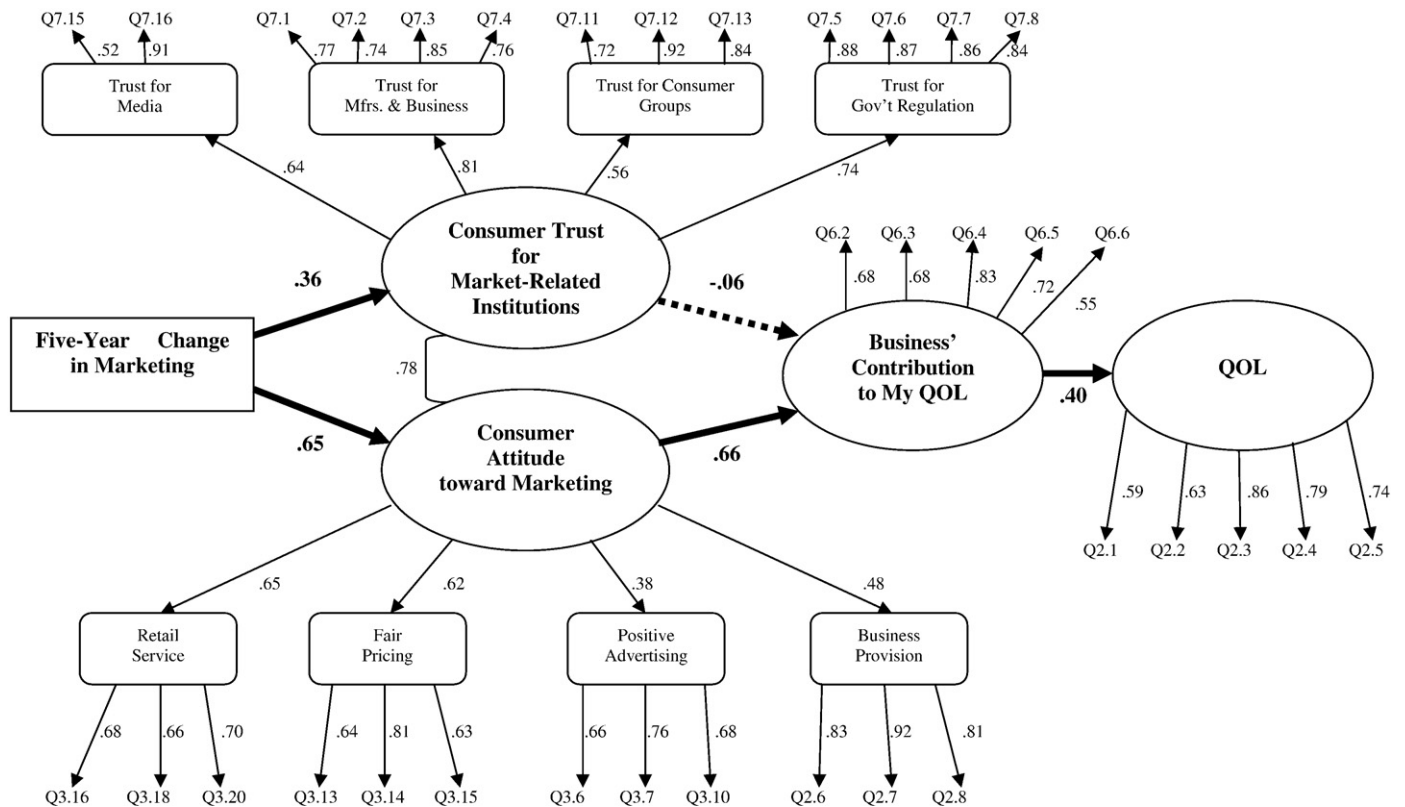 Q7.15 Q7.16 Q7.1 Q7.2 Q7.3 Q7.4 Q7.11 Q7.12 Q7.13 Q7.5 Q7.6 Q7.7 Q7.8
.52 .91 .77 .74 .85 .76 .72 .92 .84 .88 .87 .86 .84
Trust for
Media
Trust for
Mfrs. & Business
Trust for Consumer
Groups
Trust for
Gov't Regulation
.64 .81 .56 .74
Consumer Trust
for
Market-Related
Institutions
Q6.2 Q6.3 Q6.4 Q6.5 Q6.6
.68 .68 .83 .72 .55
.36
-.06
Five-Year Change
in Marketing
.78
Business’
Contribution
to My QOL
.40
QOL
.65
Consumer
Attitude
toward Marketing
.66
.59 .63 .86 .79 .74
Q2.1 Q2.2 Q2.3 Q2.4 Q2.5
.65 .62 .38 .48
Retail
Service
Fair
Pricing
Positive
Advertising
Business
Provision
.68 .66 .70 .64 .81 .63 .66 .76 .68 .83 .92 .81
Q3.16 Q3.18 Q3.20 Q3.13 Q3.14 Q3.15 Q3.6 Q3.7 Q3.10 Q2.6 Q2.7 Q2.8